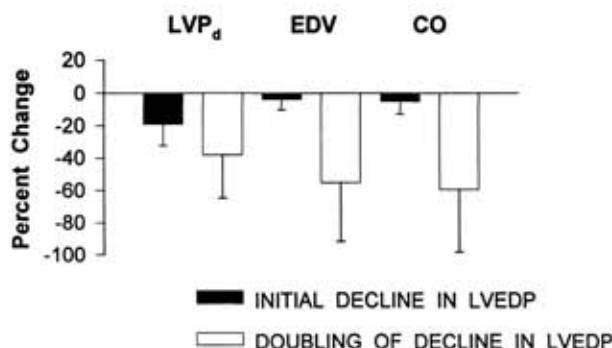 LVPd EDV CO
20
0
-20
-40
-60
-80
-100
Percent Change
INITIAL DECLINE IN LVEDP
DOUBLING OF DECLINE IN LVEDP